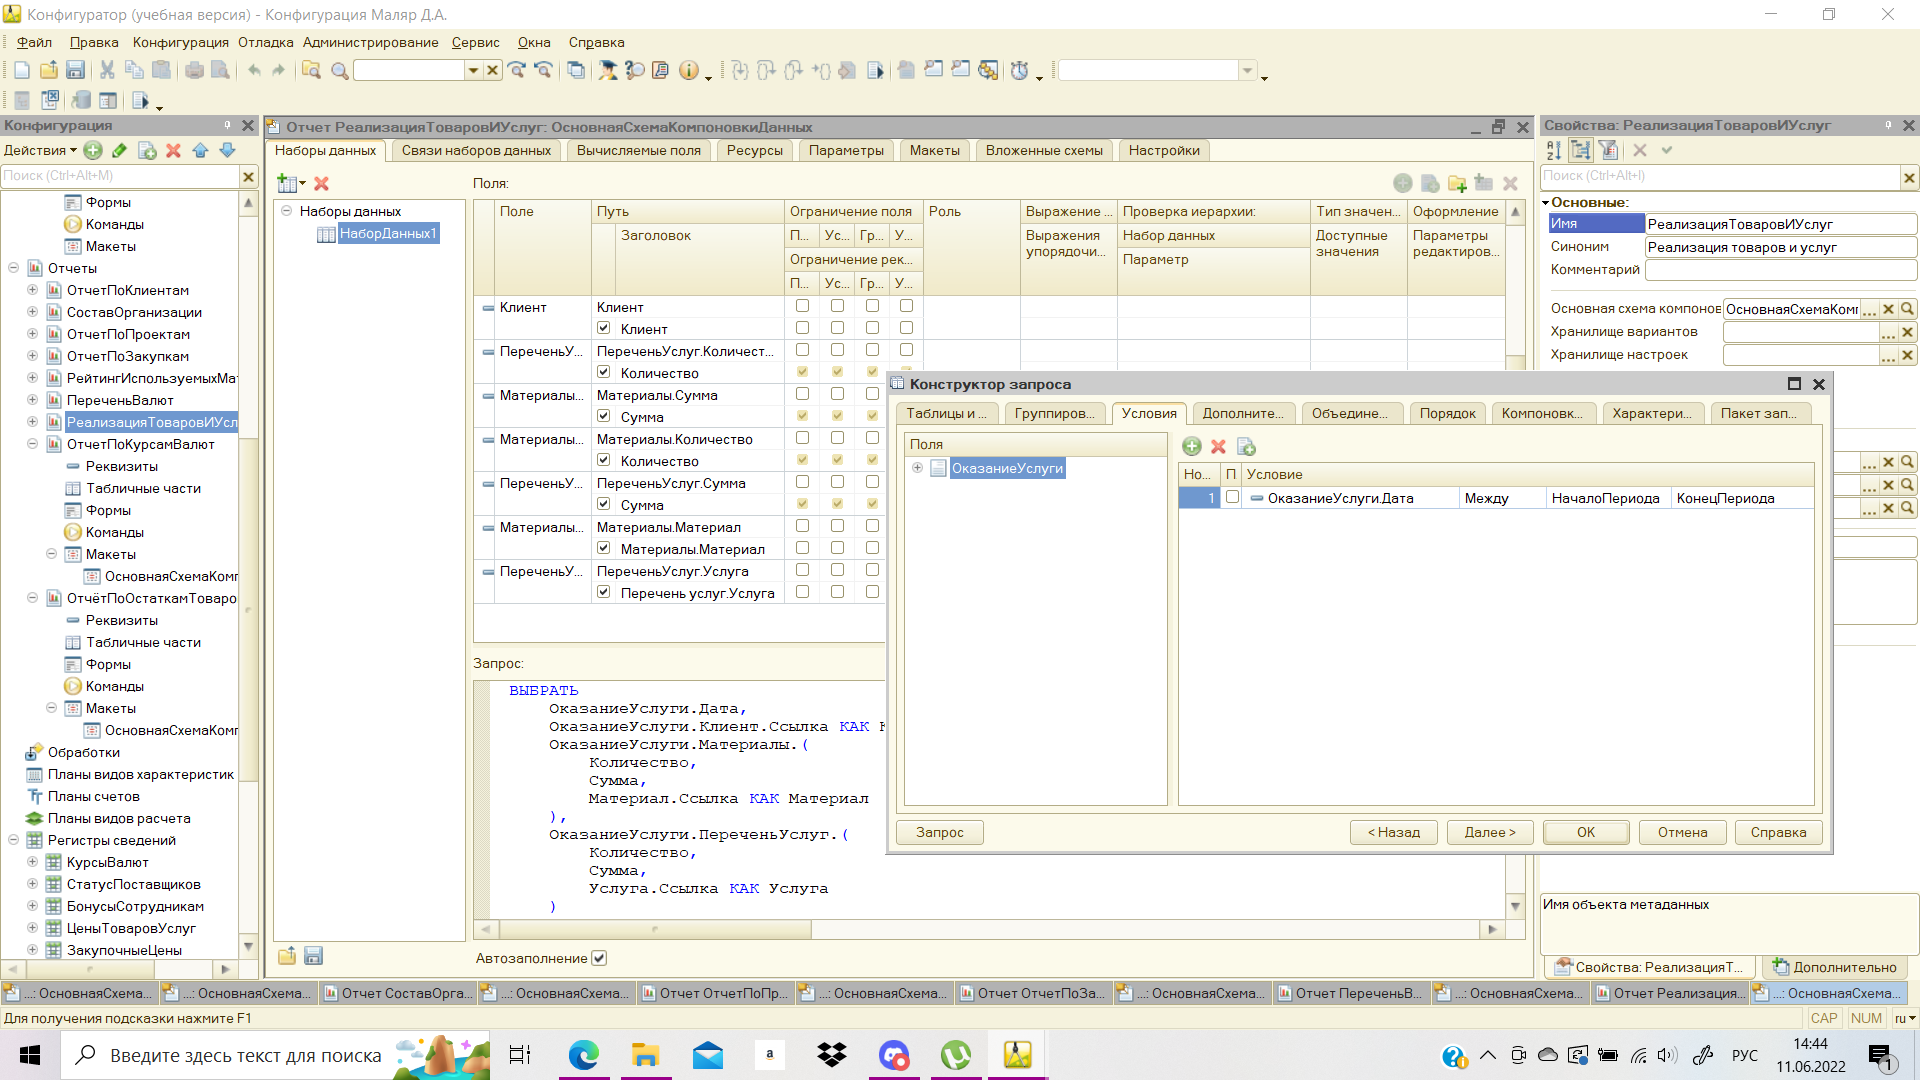 Конфигуратор (учебная версия) - Конфигурация Маляр Д.А.
Файл Правка Конфигурация Отладка Администрирование Сервис Окна Справка
Конфигурация
Действия
Поиск (Ctrl+Alt+M)
Формы
Команды
Макеты
Отчеты
ОтчетПоКлиентам
СоставОрганизации
ОтчетПоПроектам
ОтчетПоЗакупкам
РейтингИспользуемыхМа
ПереченьВалют
РеализацияТоваровИУсл
ОтчетПоКурсамВалют
Реквизиты
Табличные части
Формы
Команды
Макеты
ОсновнаяСхемаКомп
ОтчётПоОстаткамТоваро
Реквизиты
Табличные части
Формы
Команды
Макеты
ОсновнаяСхемаКомп
Обработки
Планы видов характеристик
Планы счетов
Планы видов расчета
Регистры сведений
КурсыВалют
СтатусПоставщиков
БонусыСотрудникам
ЦеныТоваровУслуг
ЗакупочныеЦены
Отчет РеализацияТоваровИУслуг: ОсновнаяСхемаКомпоновкиДанных
Наборы данных Связи наборов данных Вычисляемые поля Ресурсы Параметры Макеты Вложенные схемы Настройки
Наборы данных
НаборДанных1
Поля:
Поле Путь Ограничение поля Роль Выражение ... Проверка иерархии: Тип значен... Оформление
Заголовок П... Ус... Гр... У... Выражения упорядочи... Набор данных Доступные значения Параметры редактиров...
Ограничение рек... Параметр
П... Ус... Гр... У...
Клиент Клиент
Клиент
ПереченьУ... ПереченьУслуг.Количест...
Количество
Материалы... Материалы.Сумма
Сумма
Материалы... Материалы.Количество
Количество
ПереченьУ... ПереченьУслуг.Сумма
Сумма
Материалы... Материалы.Материал
Материалы.Материал
ПереченьУ... ПереченьУслуг.Услуга
Перечень услуг.Услуга
Запрос:
ВЫБРАТЬ
ОказаниеУслуги.Дата,
ОказаниеУслуги.Клиент.Ссылка КАК К
ОказаниеУслуги.Материалы.(
Количество,
Сумма,
Материал.Ссылка КАК Материал
),
ОказаниеУслуги.ПереченьУслуг.(
Количество,
Сумма,
Услуга.Ссылка КАК Услуга
)
Автозаполнение
Конструктор запроса
Таблицы и ... Группиров... Условия Дополните... Объедине... Порядок Компоновк... Характери... Пакет зап...
Поля
ОказаниеУслуги
Но... П Условие
1 ОказаниеУслуги.Дата Между НачалоПериода КонецПериода
Запрос < Назад Далее > OK Отмена Справка
Свойства: РеализацияТоваровИУслуг
Поиск (Ctrl+Alt+I)
Основные:
Имя РеализацияТоваровИУслуг
Синоним Реализация товаров и услуг
Комментарий
Основная схема компонов ОсновнаяСхемаКомп ...
Хранилище вариантов ...
Хранилище настроек ...
...
...
...
Имя объекта метаданных
Свойства: РеализацияТ... Дополнительно
...: ОсновнаяСхема... ...: ОсновнаяСхема... Отчет СоставОрга... ...: ОсновнаяСхема... Отчет ОтчетПоПр... ...: ОсновнаяСхема... Отчет ОтчетПоЗа... ...: ОсновнаяСхема... Отчет ПереченьВ... ...: ОсновнаяСхема... Отчет Реализация... ...: ОсновнаяСхема...
Для получения подсказки нажмите F1 CAP NUM ru
Введите здесь текст для поиска
a
РУС
14:44
11.06.2022
1